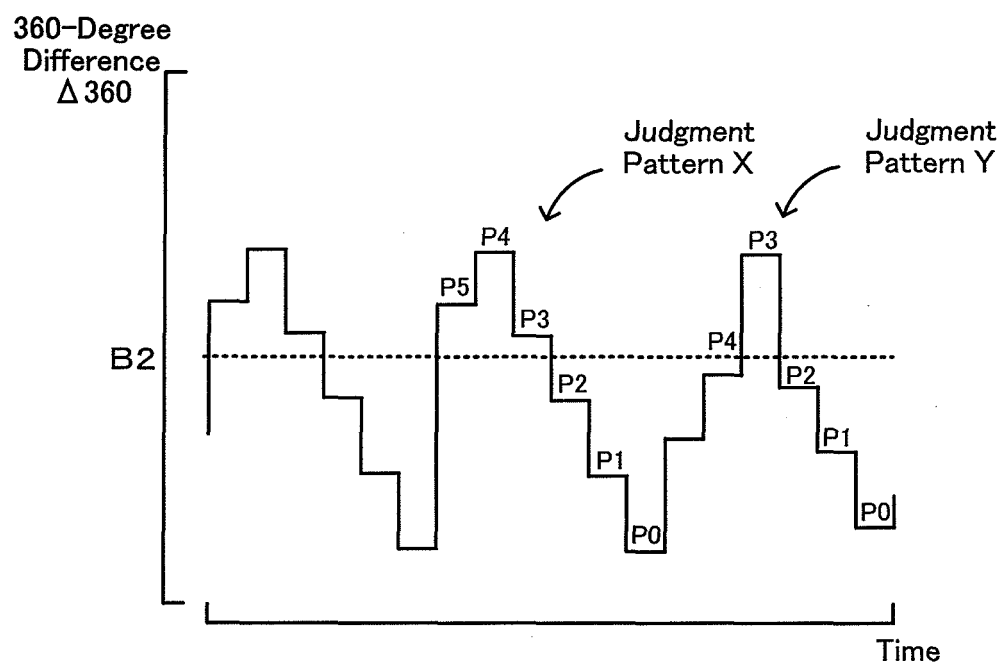 360-Degree
Difference
Δ360
Judgment
Pattern X
Judgment
Pattern Y
P4
P3
P5
P3
P4
B2
P2
P2
P1
P1
P0
P0
Time